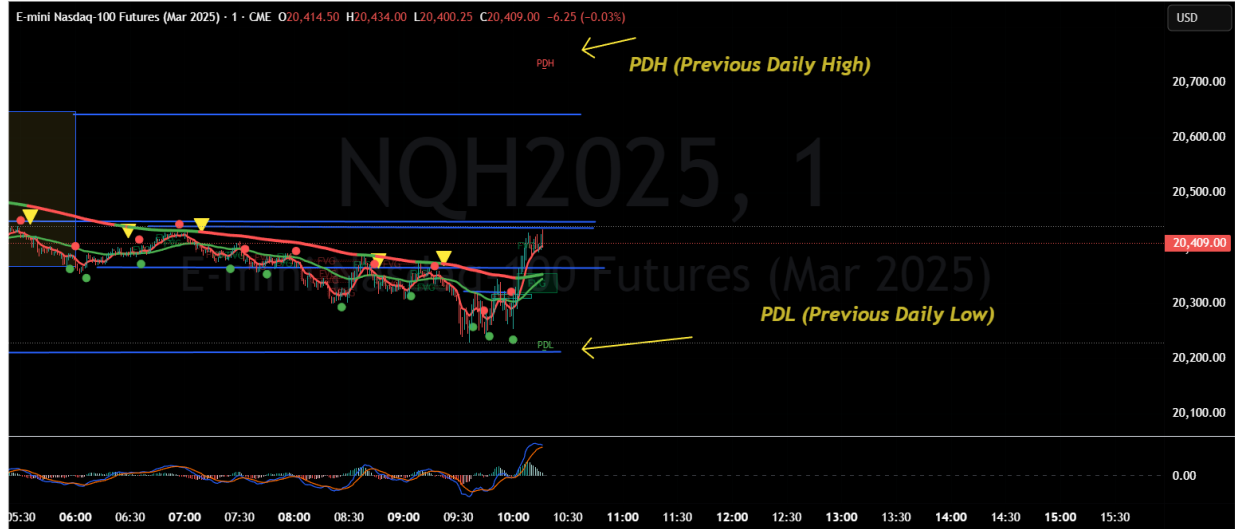 E-mini Nasdaq-100 Futures (Mar 2025) · 1 · CME O20,414.50 H20,434.00 L20,400.25 C20,409.00 −6.25 (−0.03%)
USD
PDH
PDH (Previous Daily High)
20,700.00
20,600.00
NQH2025, 1
20,500.00
20,409.00
E-mini Nasdaq-100 Futures (Mar 2025)
20,300.00
PDL (Previous Daily Low)
PDL
20,200.00
20,100.00
0.00
05:30 06:00 06:30 07:00 07:30 08:00 08:30 09:00 09:30 10:00 10:30 11:00 11:30 12:00 12:30 13:00 13:30 14:00 14:30 15:00 15:30